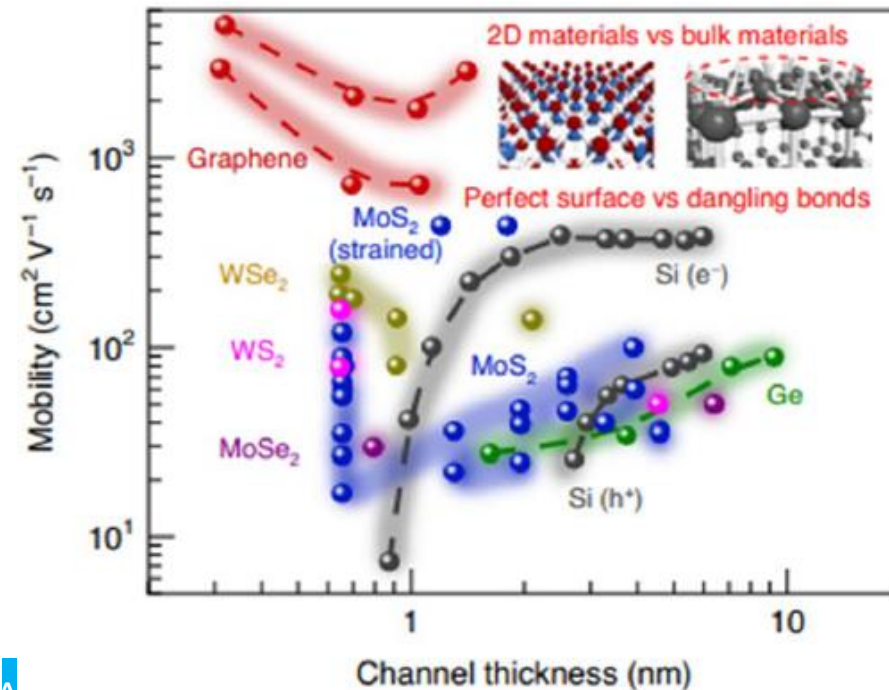 2D materials vs bulk materials
Perfect surface vs dangling bonds
Graphene
MoS₂
(strained)
WSe₂
Si (e⁻)
WS₂
MoS₂
Ge
MoSe₂
Si (h⁺)
10³
10²
10¹
1
10
Mobility (cm² V⁻¹ s⁻¹)
Channel thickness (nm)